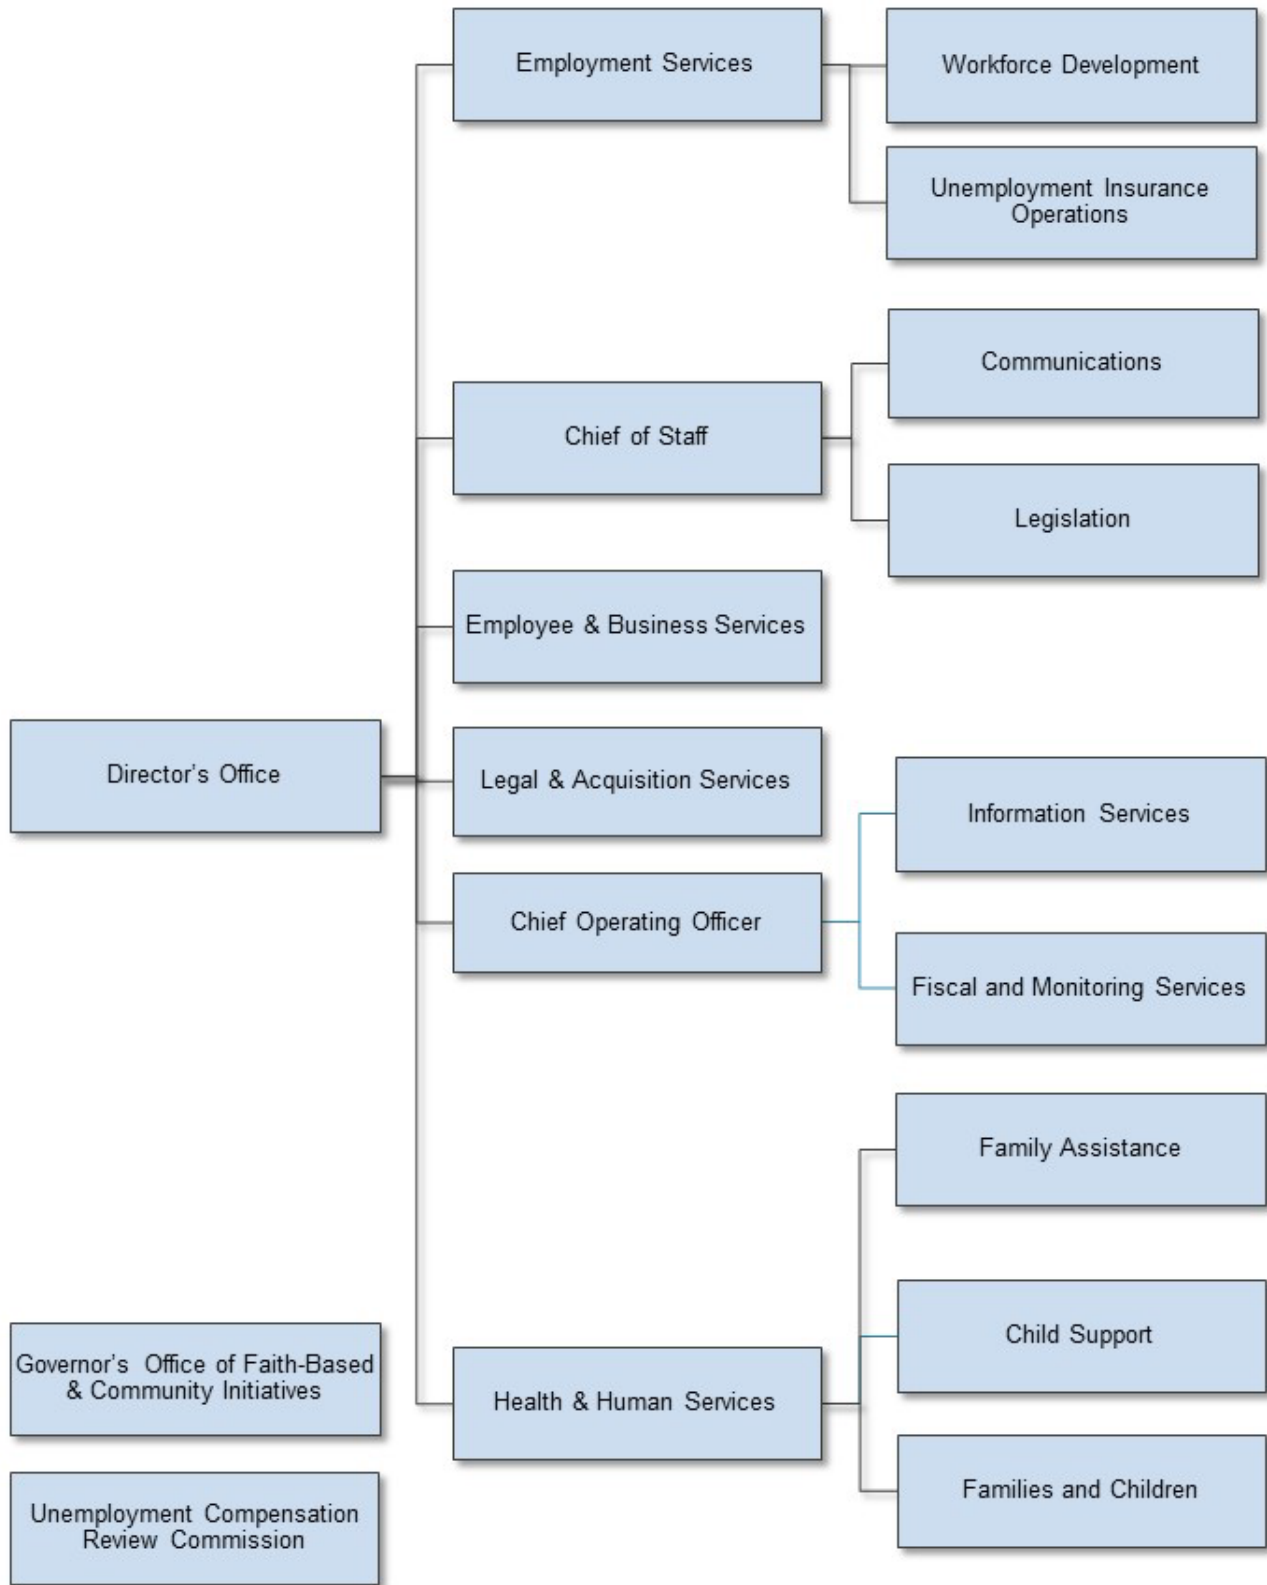 Employment Services
Workforce Development
Unemployment Insurance
Operations
Communications
Chief of Staff
Legislation
Employee & Business Services
Director's Office
Legal & Acquisition Services
Information Services
Chief Operating Officer
Fiscal and Monitoring Services
Family Assistance
Child Support
Governor's Office of Faith-Based
& Community Initiatives
Health & Human Services
Families and Children
Unemployment Compensation
Review Commission